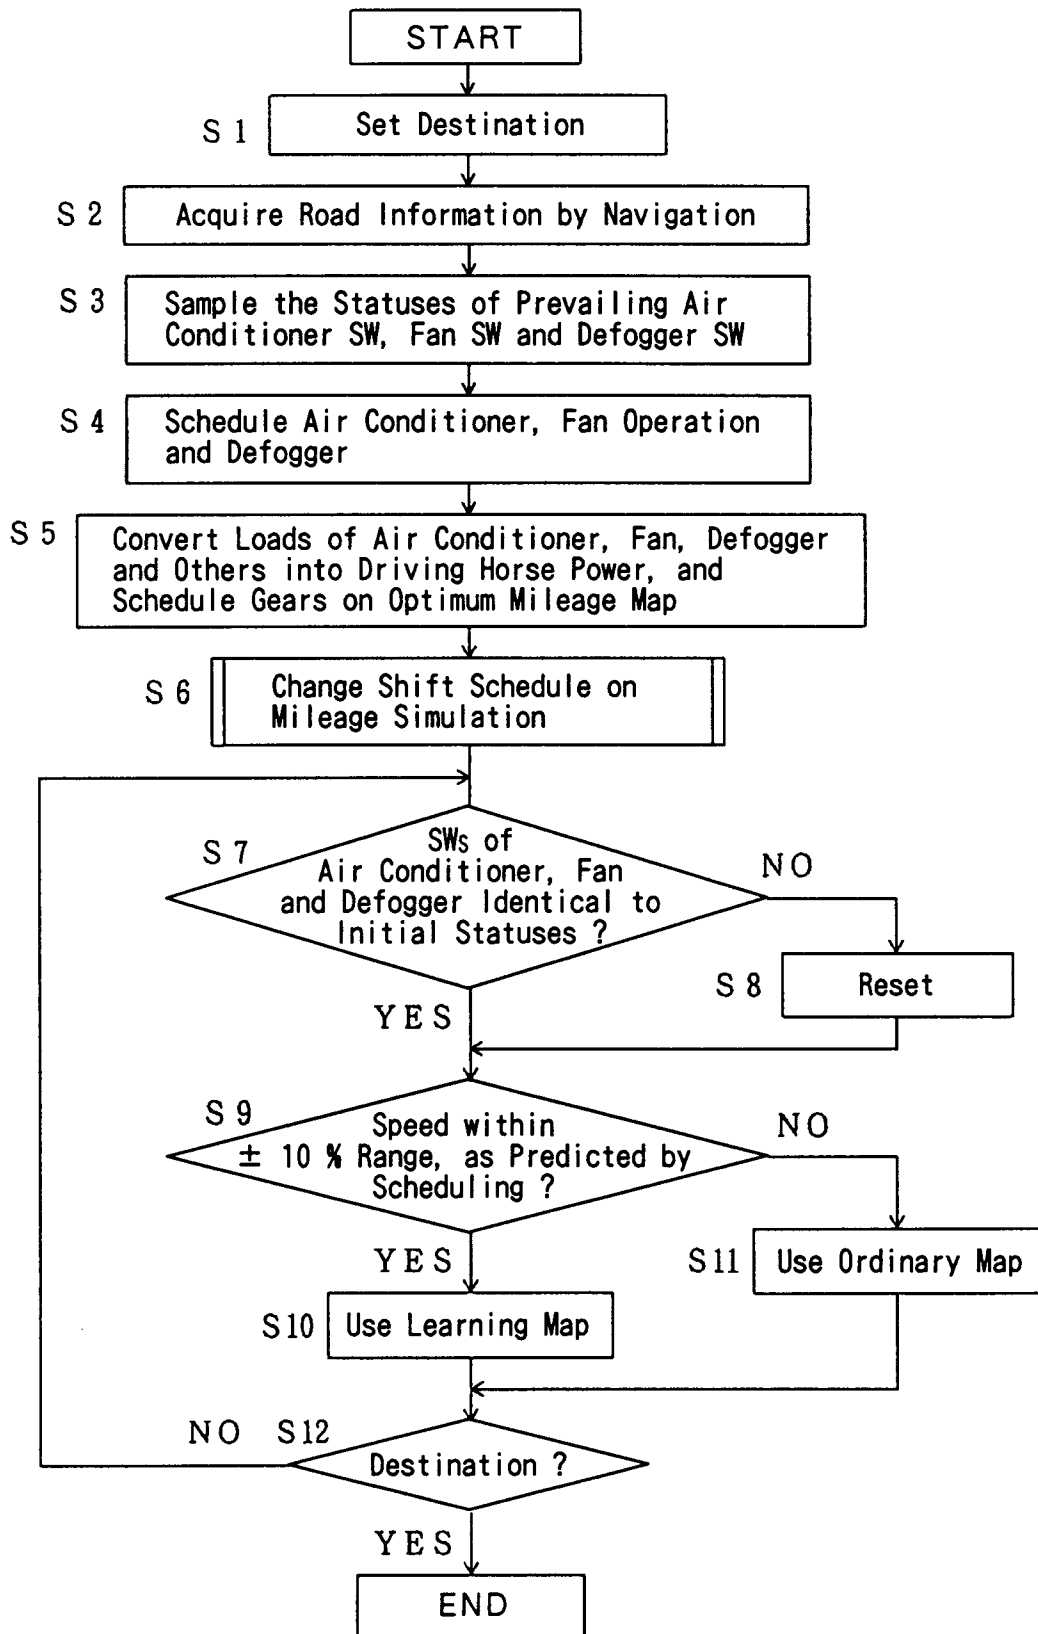 START
S 1
Set Destination
S 2
Acquire Road Information by Navigation
S 3
Sample the Statuses of Prevailing Air
Conditioner SW, Fan SW and Defogger SW
S 4
Schedule Air Conditioner, Fan Operation
and Defogger
S 5
Convert Loads of Air Conditioner, Fan, Defogger
and Others into Driving Horse Power, and
Schedule Gears on Optimum Mileage Map
S 6
Change Shift Schedule on
Mileage Simulation
S 7
SWs of
Air Conditioner, Fan
and Defogger Identical to
Initial Statuses ?
NO
S 8
Reset
YES
S 9
Speed within
± 10 % Range, as Predicted by
Scheduling ?
NO
YES
S11
Use Ordinary Map
S10
Use Learning Map
NO
S12
Destination ?
YES
END